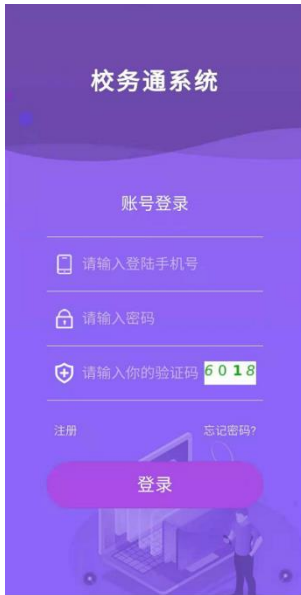 校务通系统
账号登录
请输入登陆手机号
请输入密码
请输入你的验证码 6018
注册 忘记密码?
登录